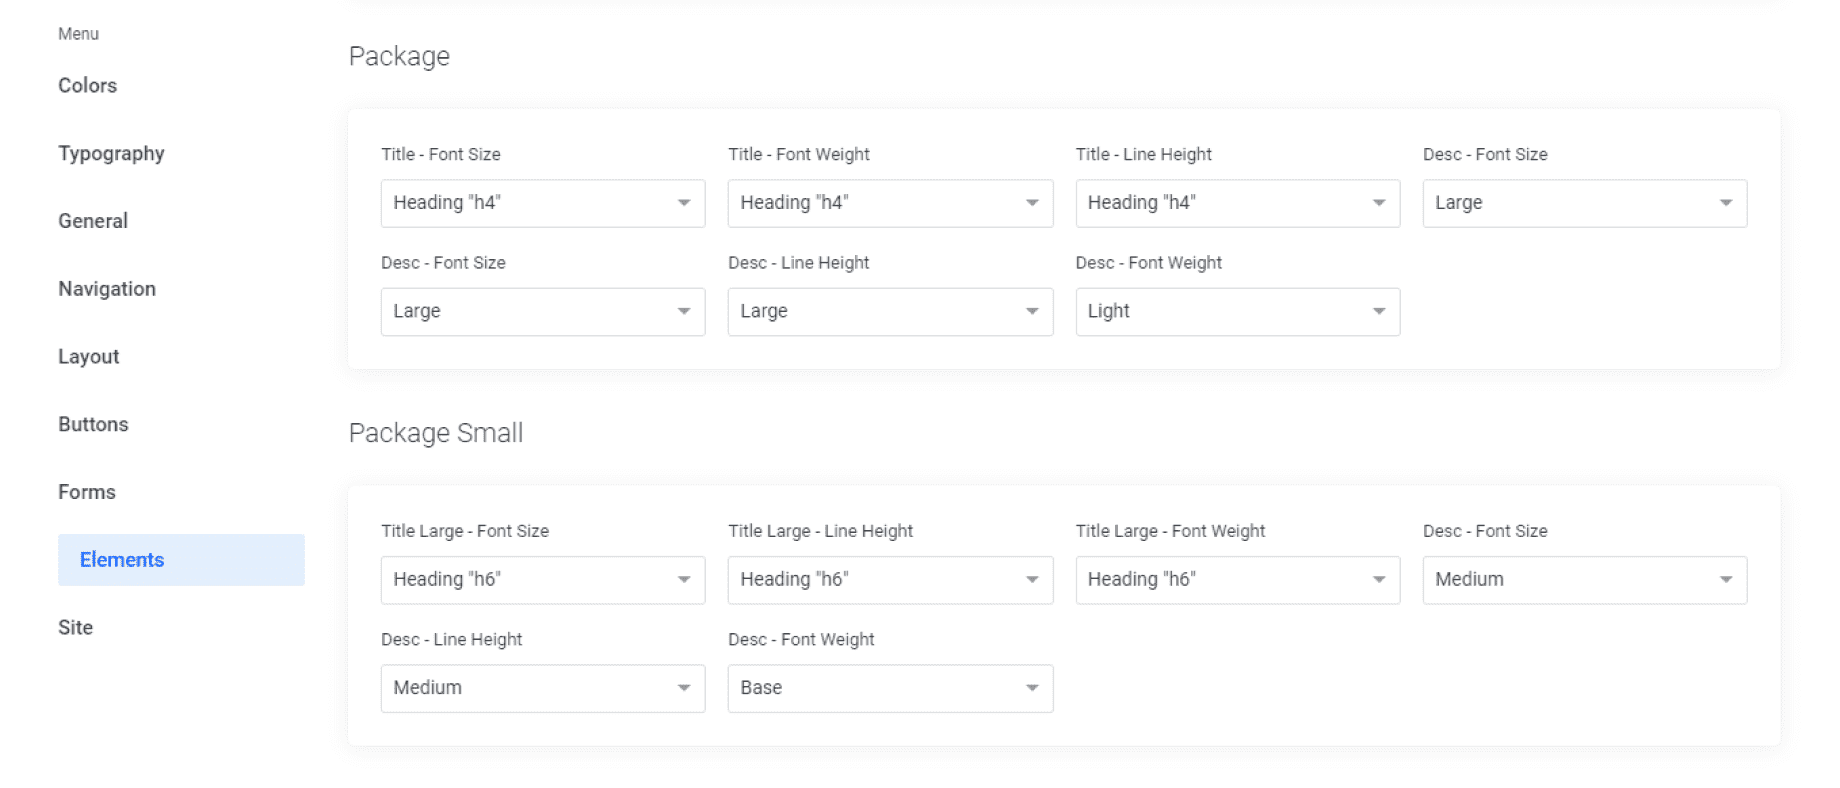 Menu
Colors
Typography
General
Navigation
Layout
Buttons
Forms
Elements
Site
Package
Title - Font Size
Title - Font Weight
Title - Line Height
Desc - Font Size
Heading "h4"
Heading "h4"
Heading "h4"
Large
Desc - Font Size
Desc - Line Height
Desc - Font Weight
Large
Large
Light
Package Small
Title Large - Font Size
Title Large - Line Height
Title Large - Font Weight
Desc - Font Size
Heading "h6"
Heading "h6"
Heading "h6"
Medium
Desc - Line Height
Desc - Font Weight
Medium
Base